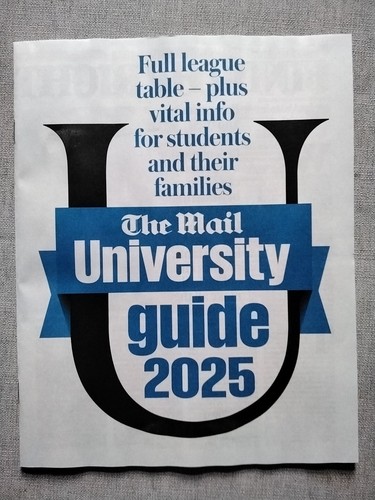 Full league
table – plus
vital info
for students
and their
families
The Mail
University
guide
2025